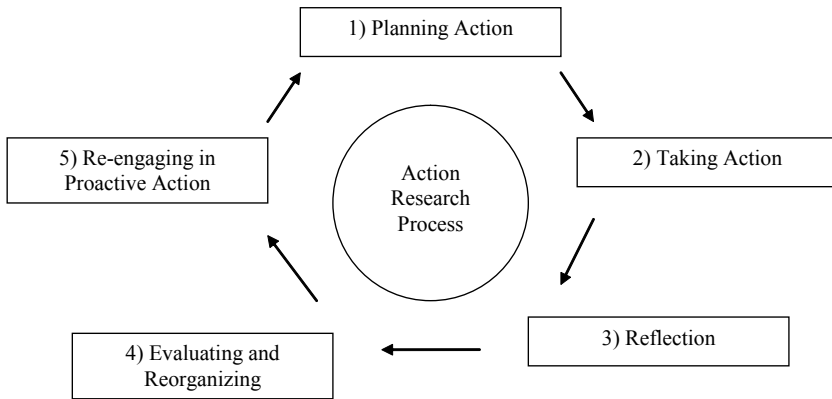 1) Planning Action
2) Taking Action
3) Reflection
4) Evaluating and
Reorganizing
5) Re-engaging in
Proactive Action
Action
Research
Process